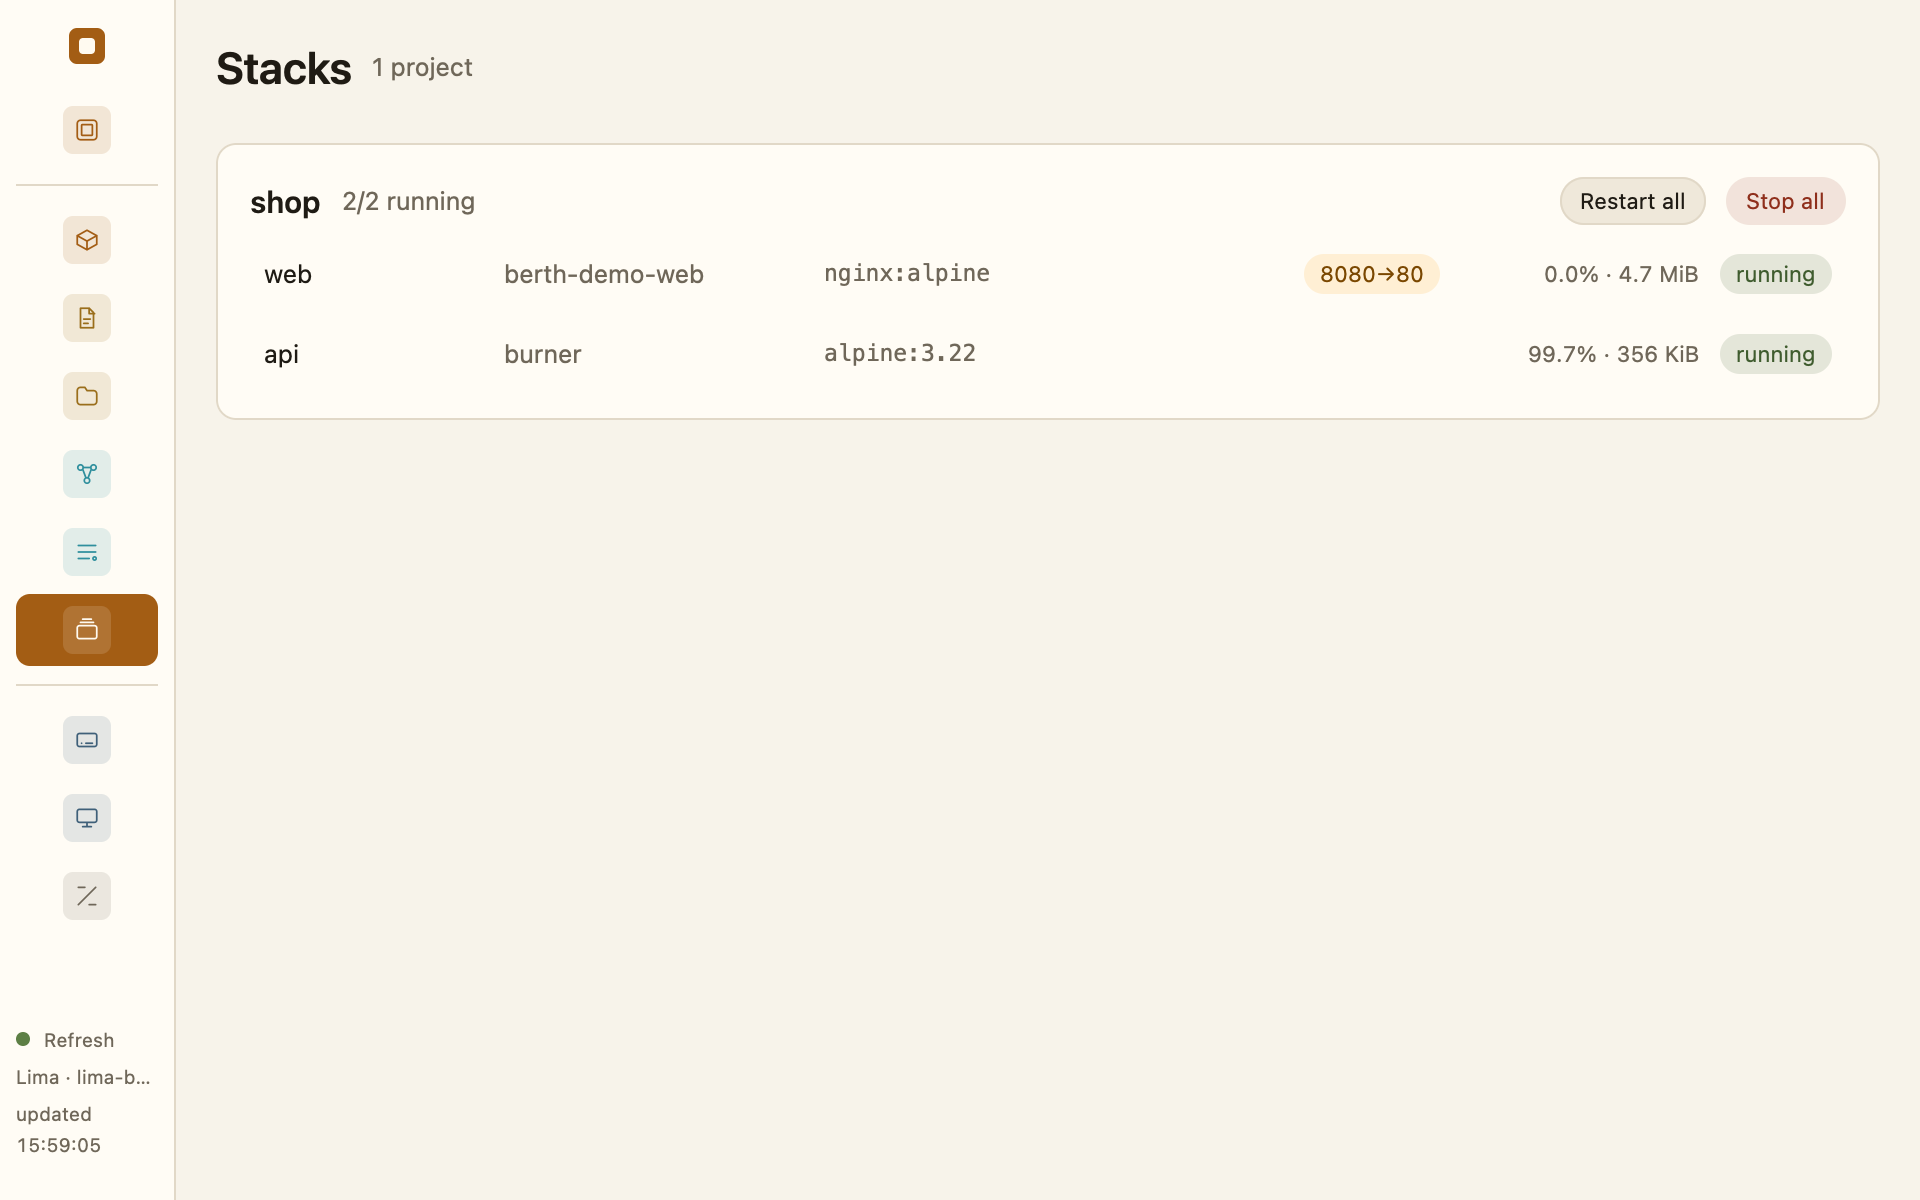 Stacks 1 project
shop 2/2 running Restart all Stop all
web berth-demo-web nginx:alpine 8080→80 0.0% · 4.7 MiB running
api burner alpine:3.22 99.7% · 356 KiB running
Refresh
Lima · lima-b...
updated
15:59:05